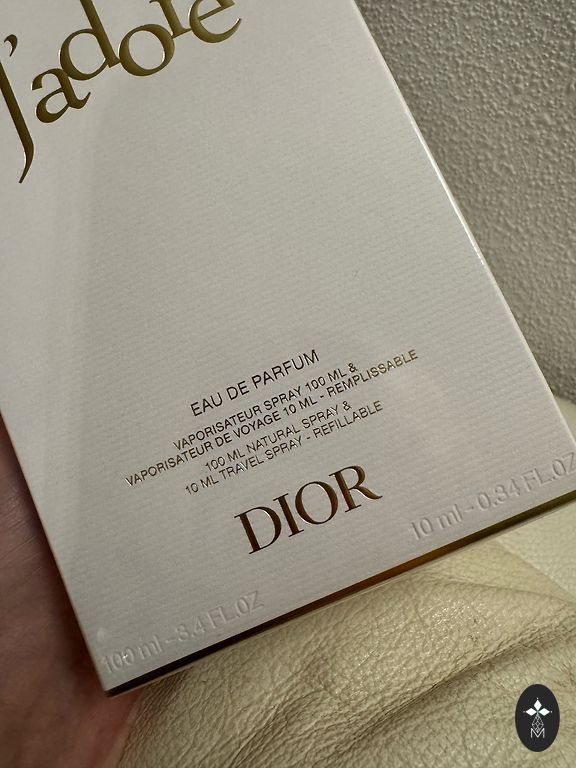 J'adore
EAU DE PARFUM
VAPORISATEUR SPRAY 100 ML &
VAPORISATEUR DE VOYAGE 10 ML - REMPLISSABLE
100 ML NATURAL SPRAY &
10 ML TRAVEL SPRAY - REFILLABLE
DIOR
10 ml - 0.34 FL.OZ
100 ml - 3.4 FL.OZ
M